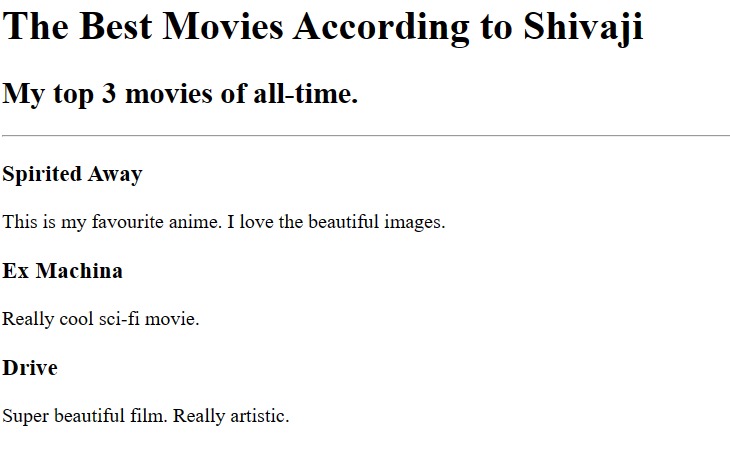 The Best Movies According to Shivaji
My top 3 movies of all-time.
Spirited Away
This is my favourite anime. I love the beautiful images.
Ex Machina
Really cool sci-fi movie.
Drive
Super beautiful film. Really artistic.